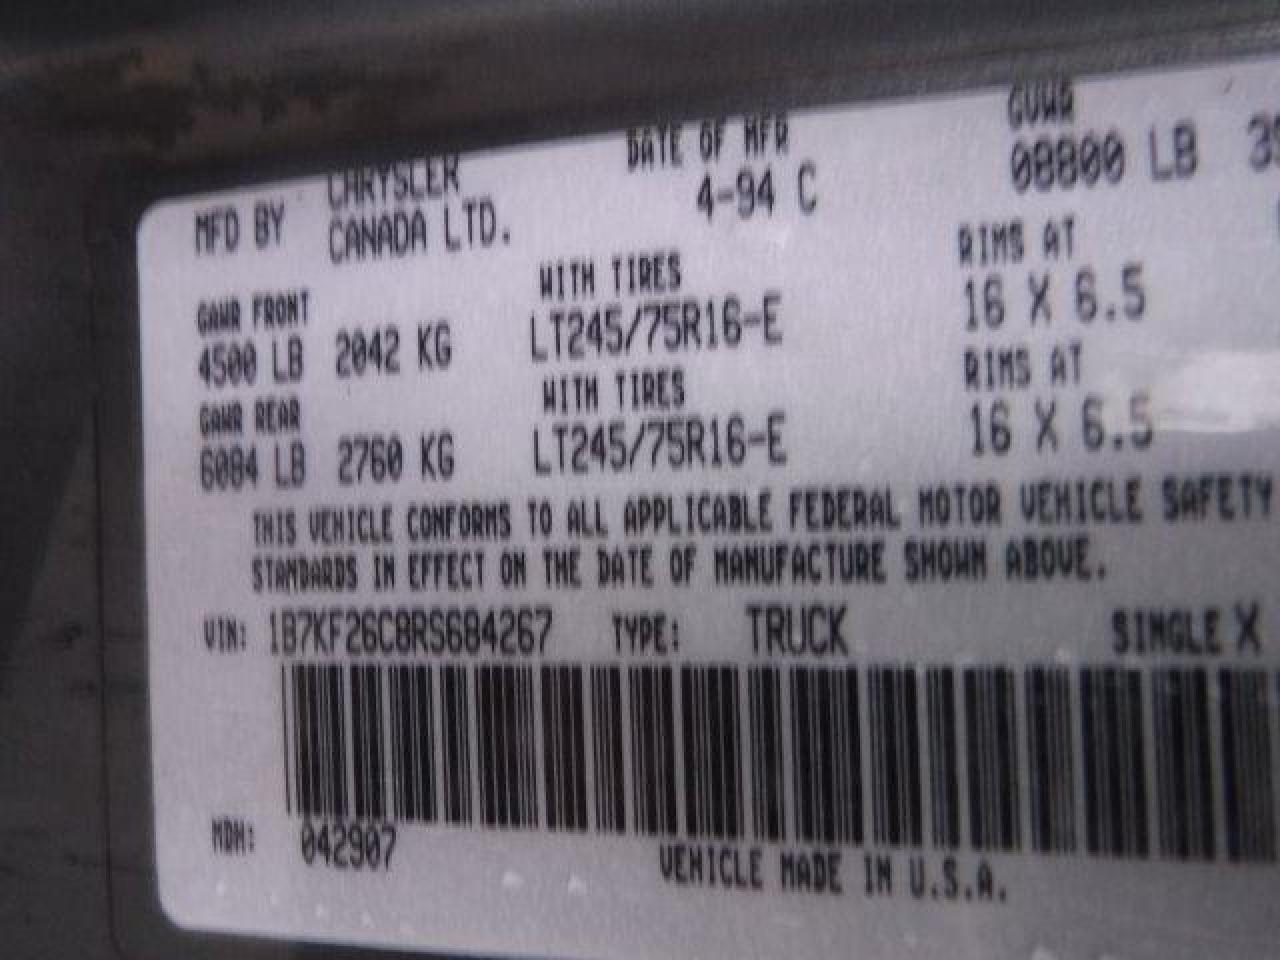 MFD BY CHRYSLER CANADA LTD. DATE OF MFR 4-94 C GVWR 08800 LB
GAWR FRONT WITH TIRES RIMS AT
4500 LB 2042 KG LT245/75R16-E 16 X 6.5
GAWR REAR WITH TIRES RIMS AT
6084 LB 2760 KG LT245/75R16-E 16 X 6.5
THIS VEHICLE CONFORMS TO ALL APPLICABLE FEDERAL MOTOR VEHICLE SAFETY
STANDARDS IN EFFECT ON THE DATE OF MANUFACTURE SHOWN ABOVE.
VIN: 1B7KF26C8RS684267 TYPE: TRUCK SINGLE X
MDH: 042907 VEHICLE MADE IN U.S.A.